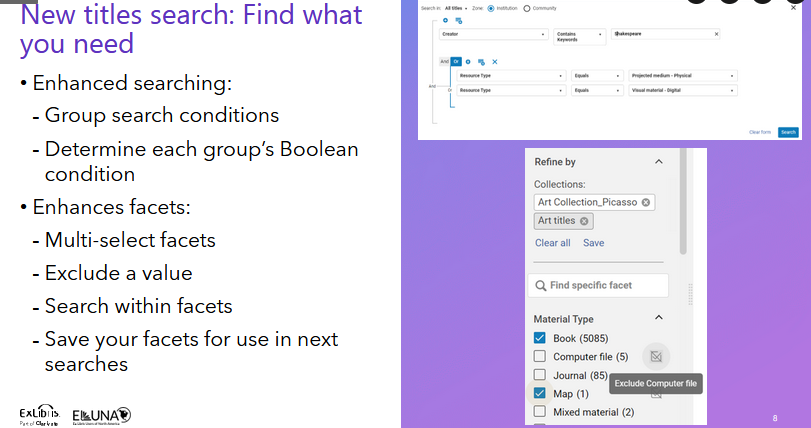 New titles search: Find what
you need
• Enhanced searching:
- Group search conditions
- Determine each group's Boolean
condition
• Enhances facets:
- Multi-select facets
- Exclude a value
- Search within facets
- Save your facets for use in next
searches
ExLibris
Part of Clarivate
ELUNA
Ex Libris Users of North America
Search in: All titles Zone: Institution Community
Creator Contains Keywords Shakespeare
And Or
Resource Type Equals Projected medium - Physical
And Or
Resource Type Equals Visual material - Digital
Clear form Search
Refine by
Collections:
Art Collection_Picasso
Art titles
Clear all Save
Find specific facet
Material Type
Book (5085)
Computer file (5)
Journal (85)
Exclude Computer file
Map (1)
Mixed material (2)
8